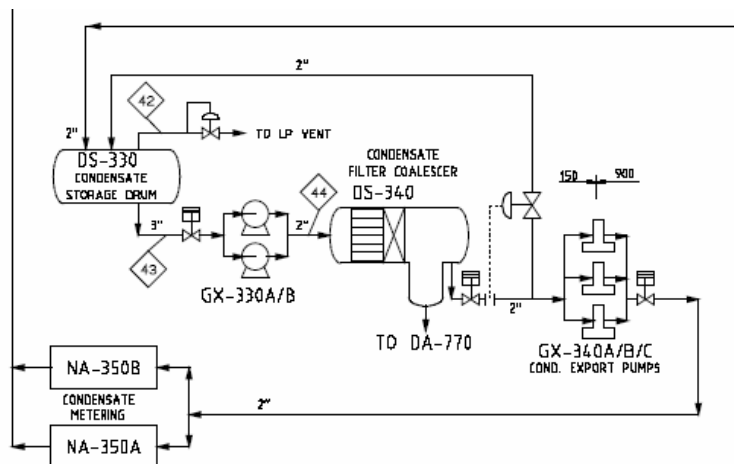 2"
42
TO LP VENT
2"
DS-330
CONDENSATE
STORAGE DRUM
CONDENSATE
FILTER COALESCER
DS-340
150
900
3"
43
2"
44
GX-330A/B
2"
TO DA-770
GX-340A/B/C
COND. EXPORT PUMPS
NA-350B
CONDENSATE
METERING
2"
NA-350A